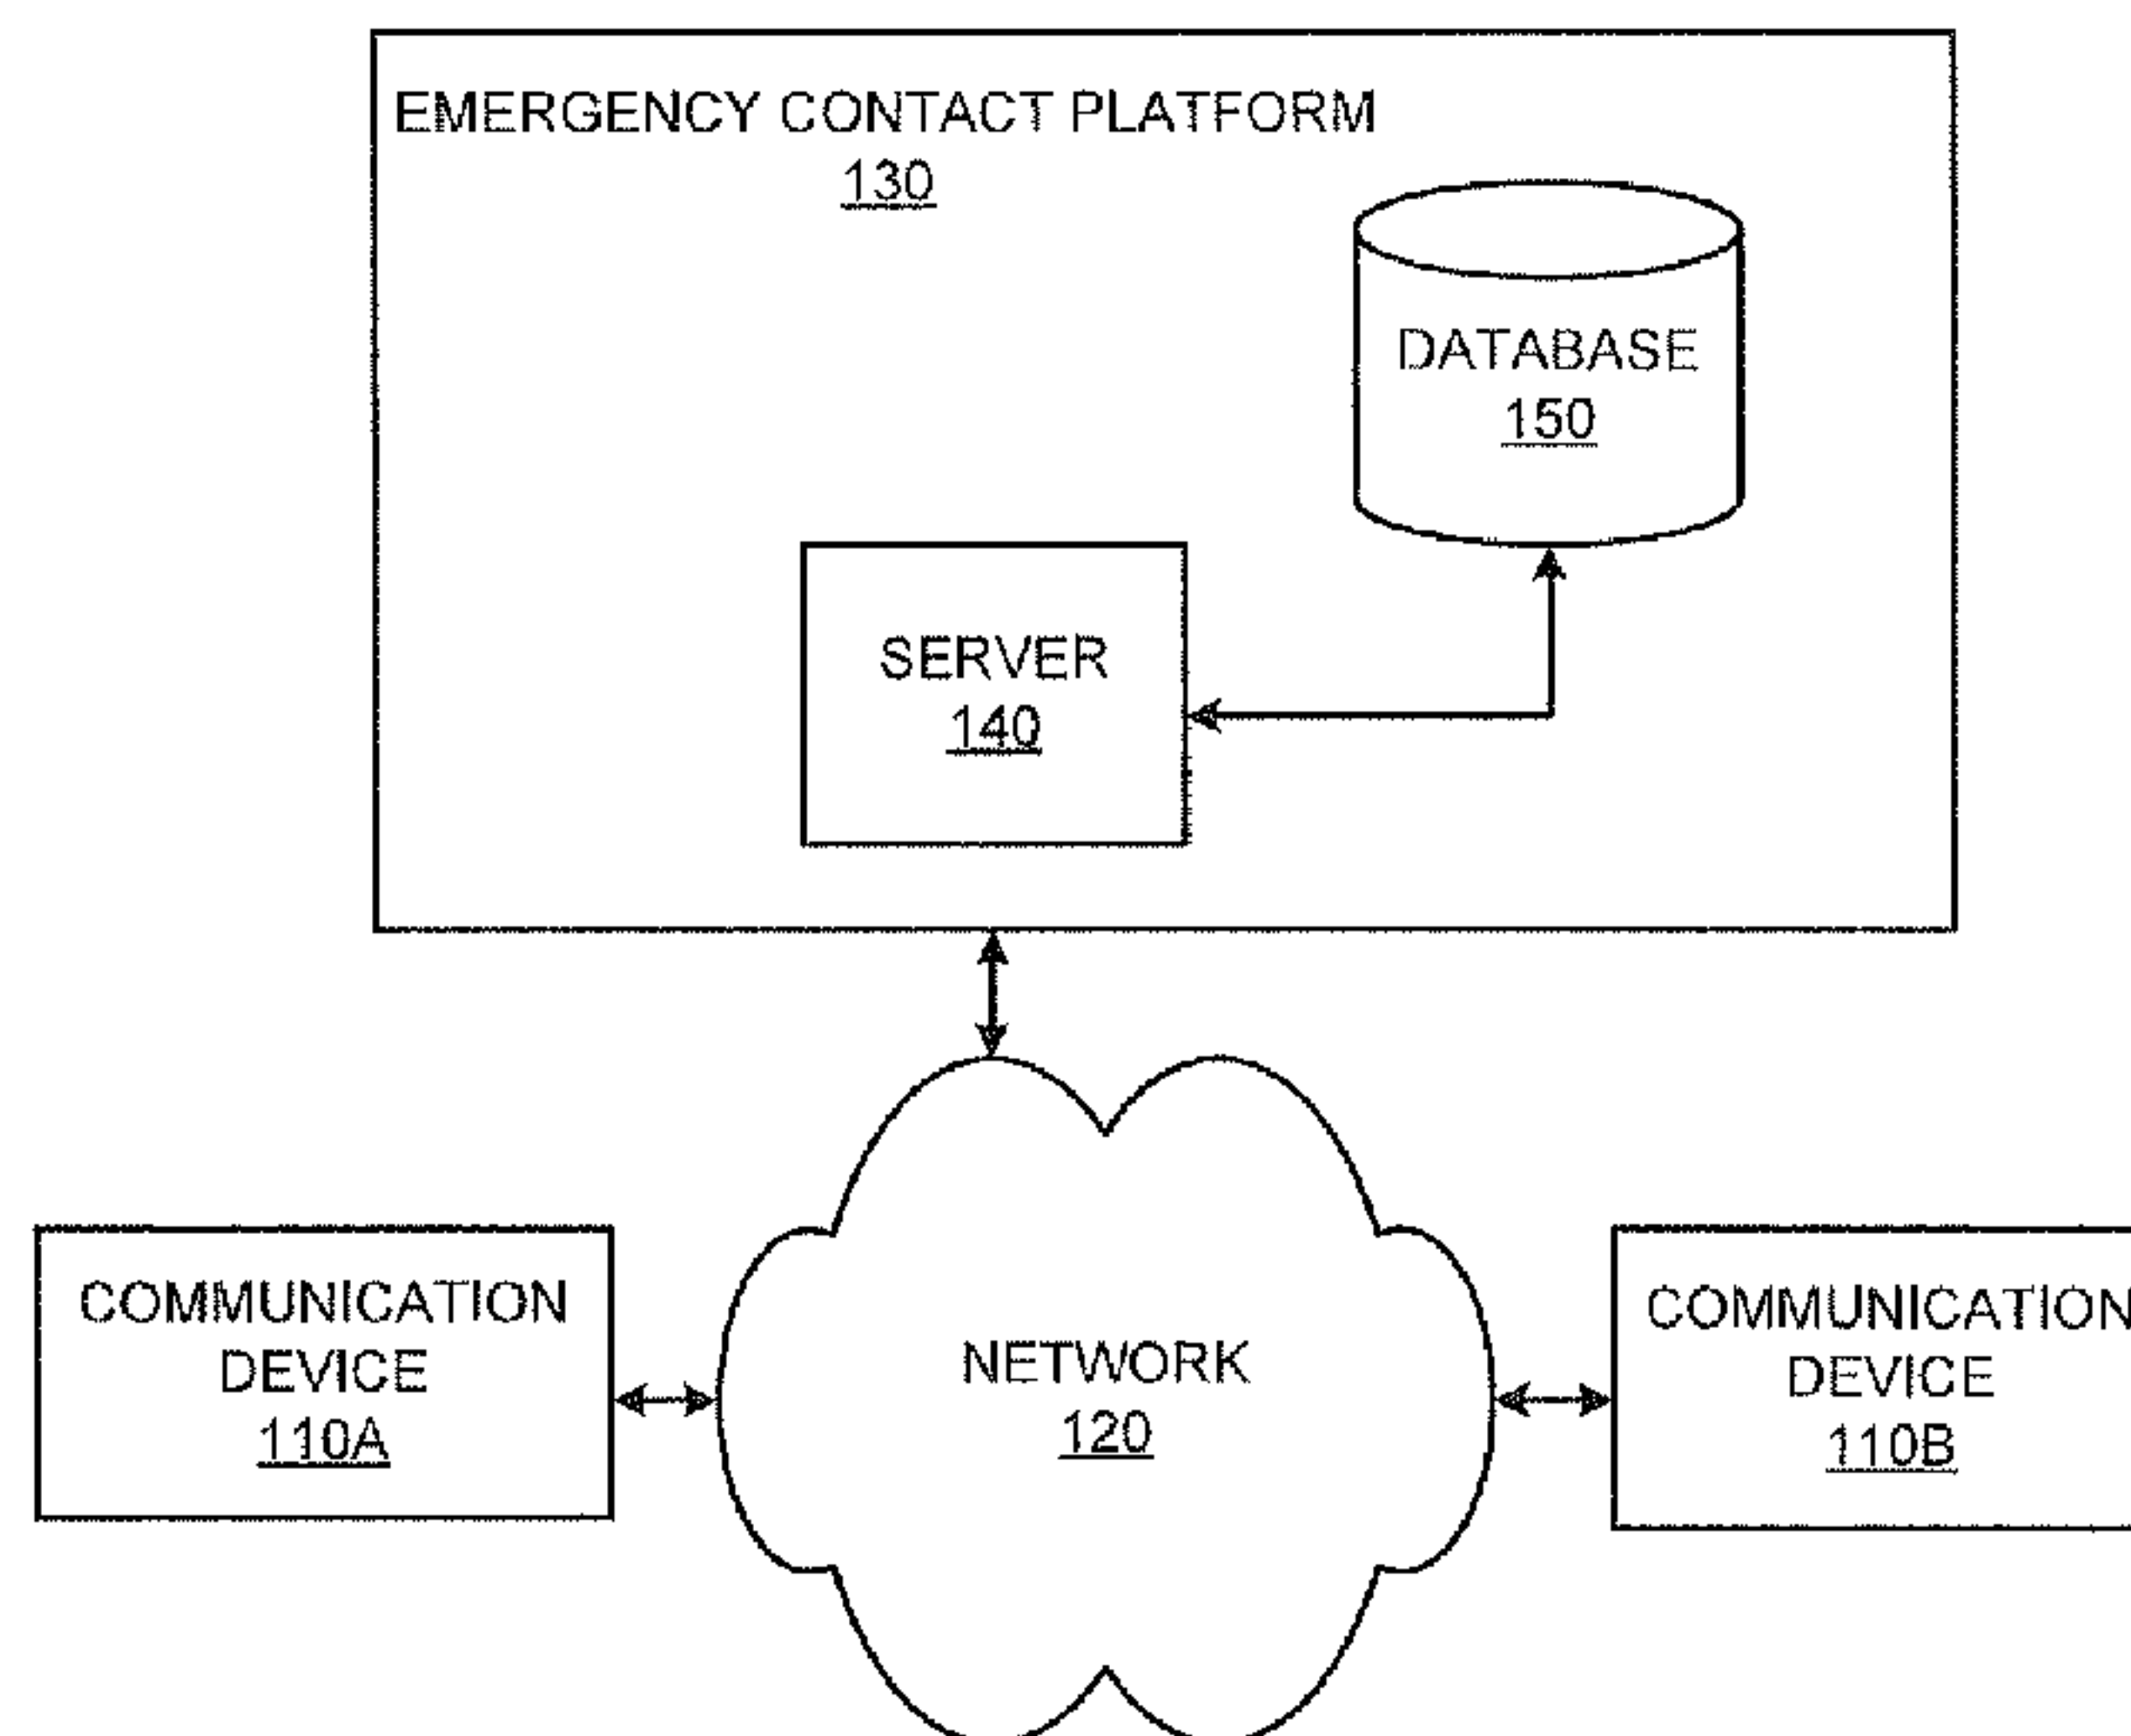 EMERGENCY CONTACT PLATFORM
130
DATABASE
150
SERVER
140
COMMUNICATION
DEVICE
110A
NETWORK
120
COMMUNICATION
DEVICE
110B